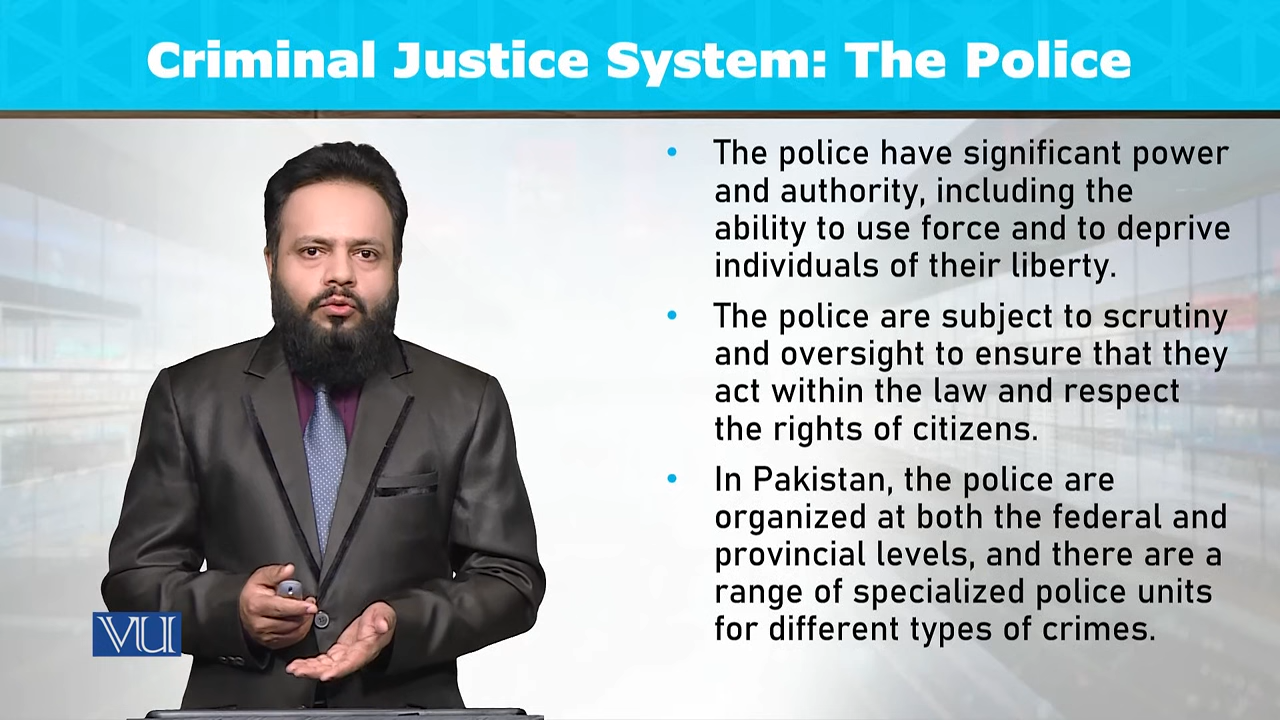 Criminal Justice System: The Police
• The police have significant power
and authority, including the
ability to use force and to deprive
individuals of their liberty.
• The police are subject to scrutiny
and oversight to ensure that they
act within the law and respect
the rights of citizens.
• In Pakistan, the police are
organized at both the federal and
provincial levels, and there are a
range of specialized police units
for different types of crimes.
VU